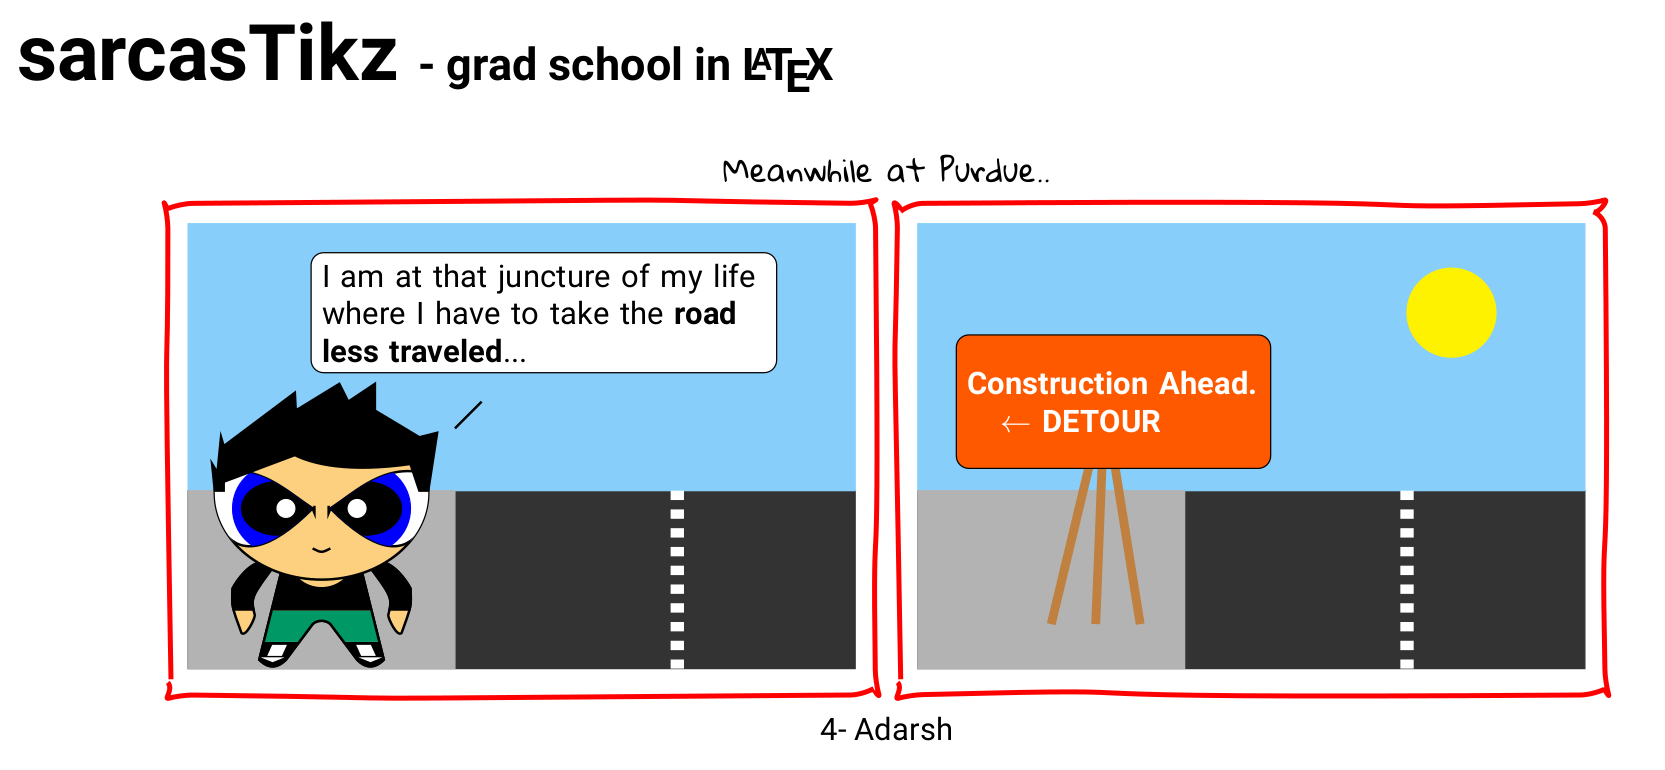 sarcasTikz - grad school in LATEX
Meanwhile at Purdue..
I am at that juncture of my life
where I have to take the road
less traveled...
Construction Ahead.
← DETOUR
4- Adarsh